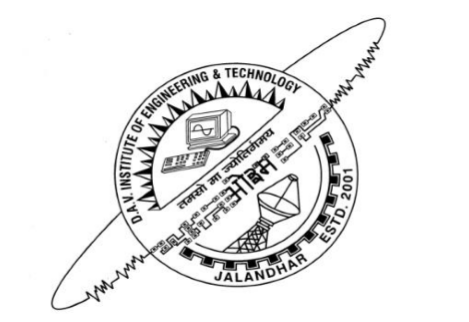 D.A.V. INSTITUTE OF ENGINEERING & TECHNOLOGY
तमसो मा ज्योतिर्गमय
ओ३म्
JALANDHAR ESTD. 2001